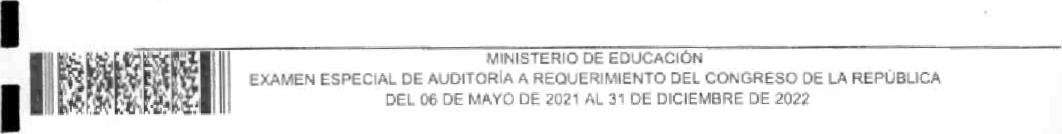 MINISTERIO DE EDUCACIÓN
EXAMEN ESPECIAL DE AUDITORÍA A REQUERIMIENTO DEL CONGRESO DE LA REPÚBLICA
DEL 06 DE MAYO DE 2021 AL 31 DE DICIEMBRE DE 2022